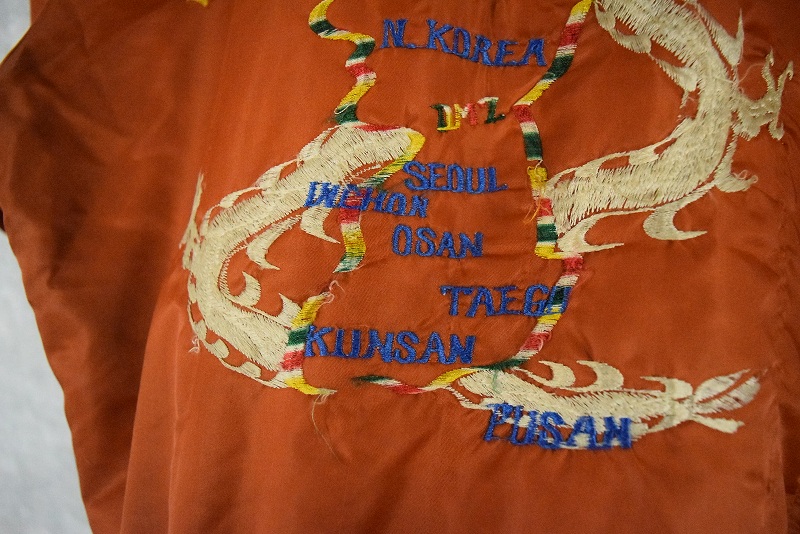 N. KOREA
DMZ
SEOUL
INCHON
OSAN
TAEGU
KUNSAN
PUSAN